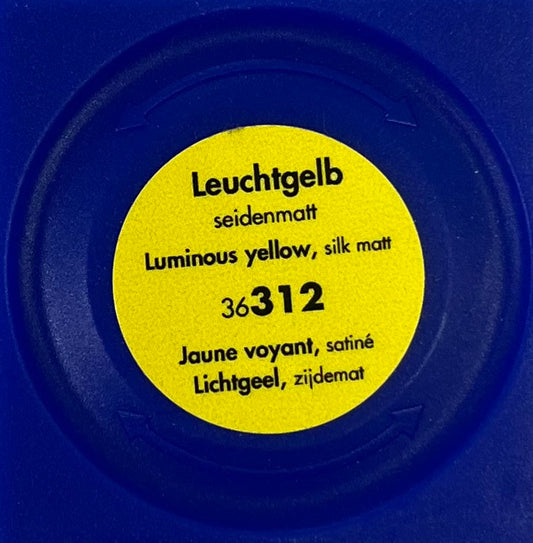 Leuchtgelb
seidenmatt
Luminous yellow, silk matt
36312
Jaune voyant, satiné
Lichtgeel, zijdemat